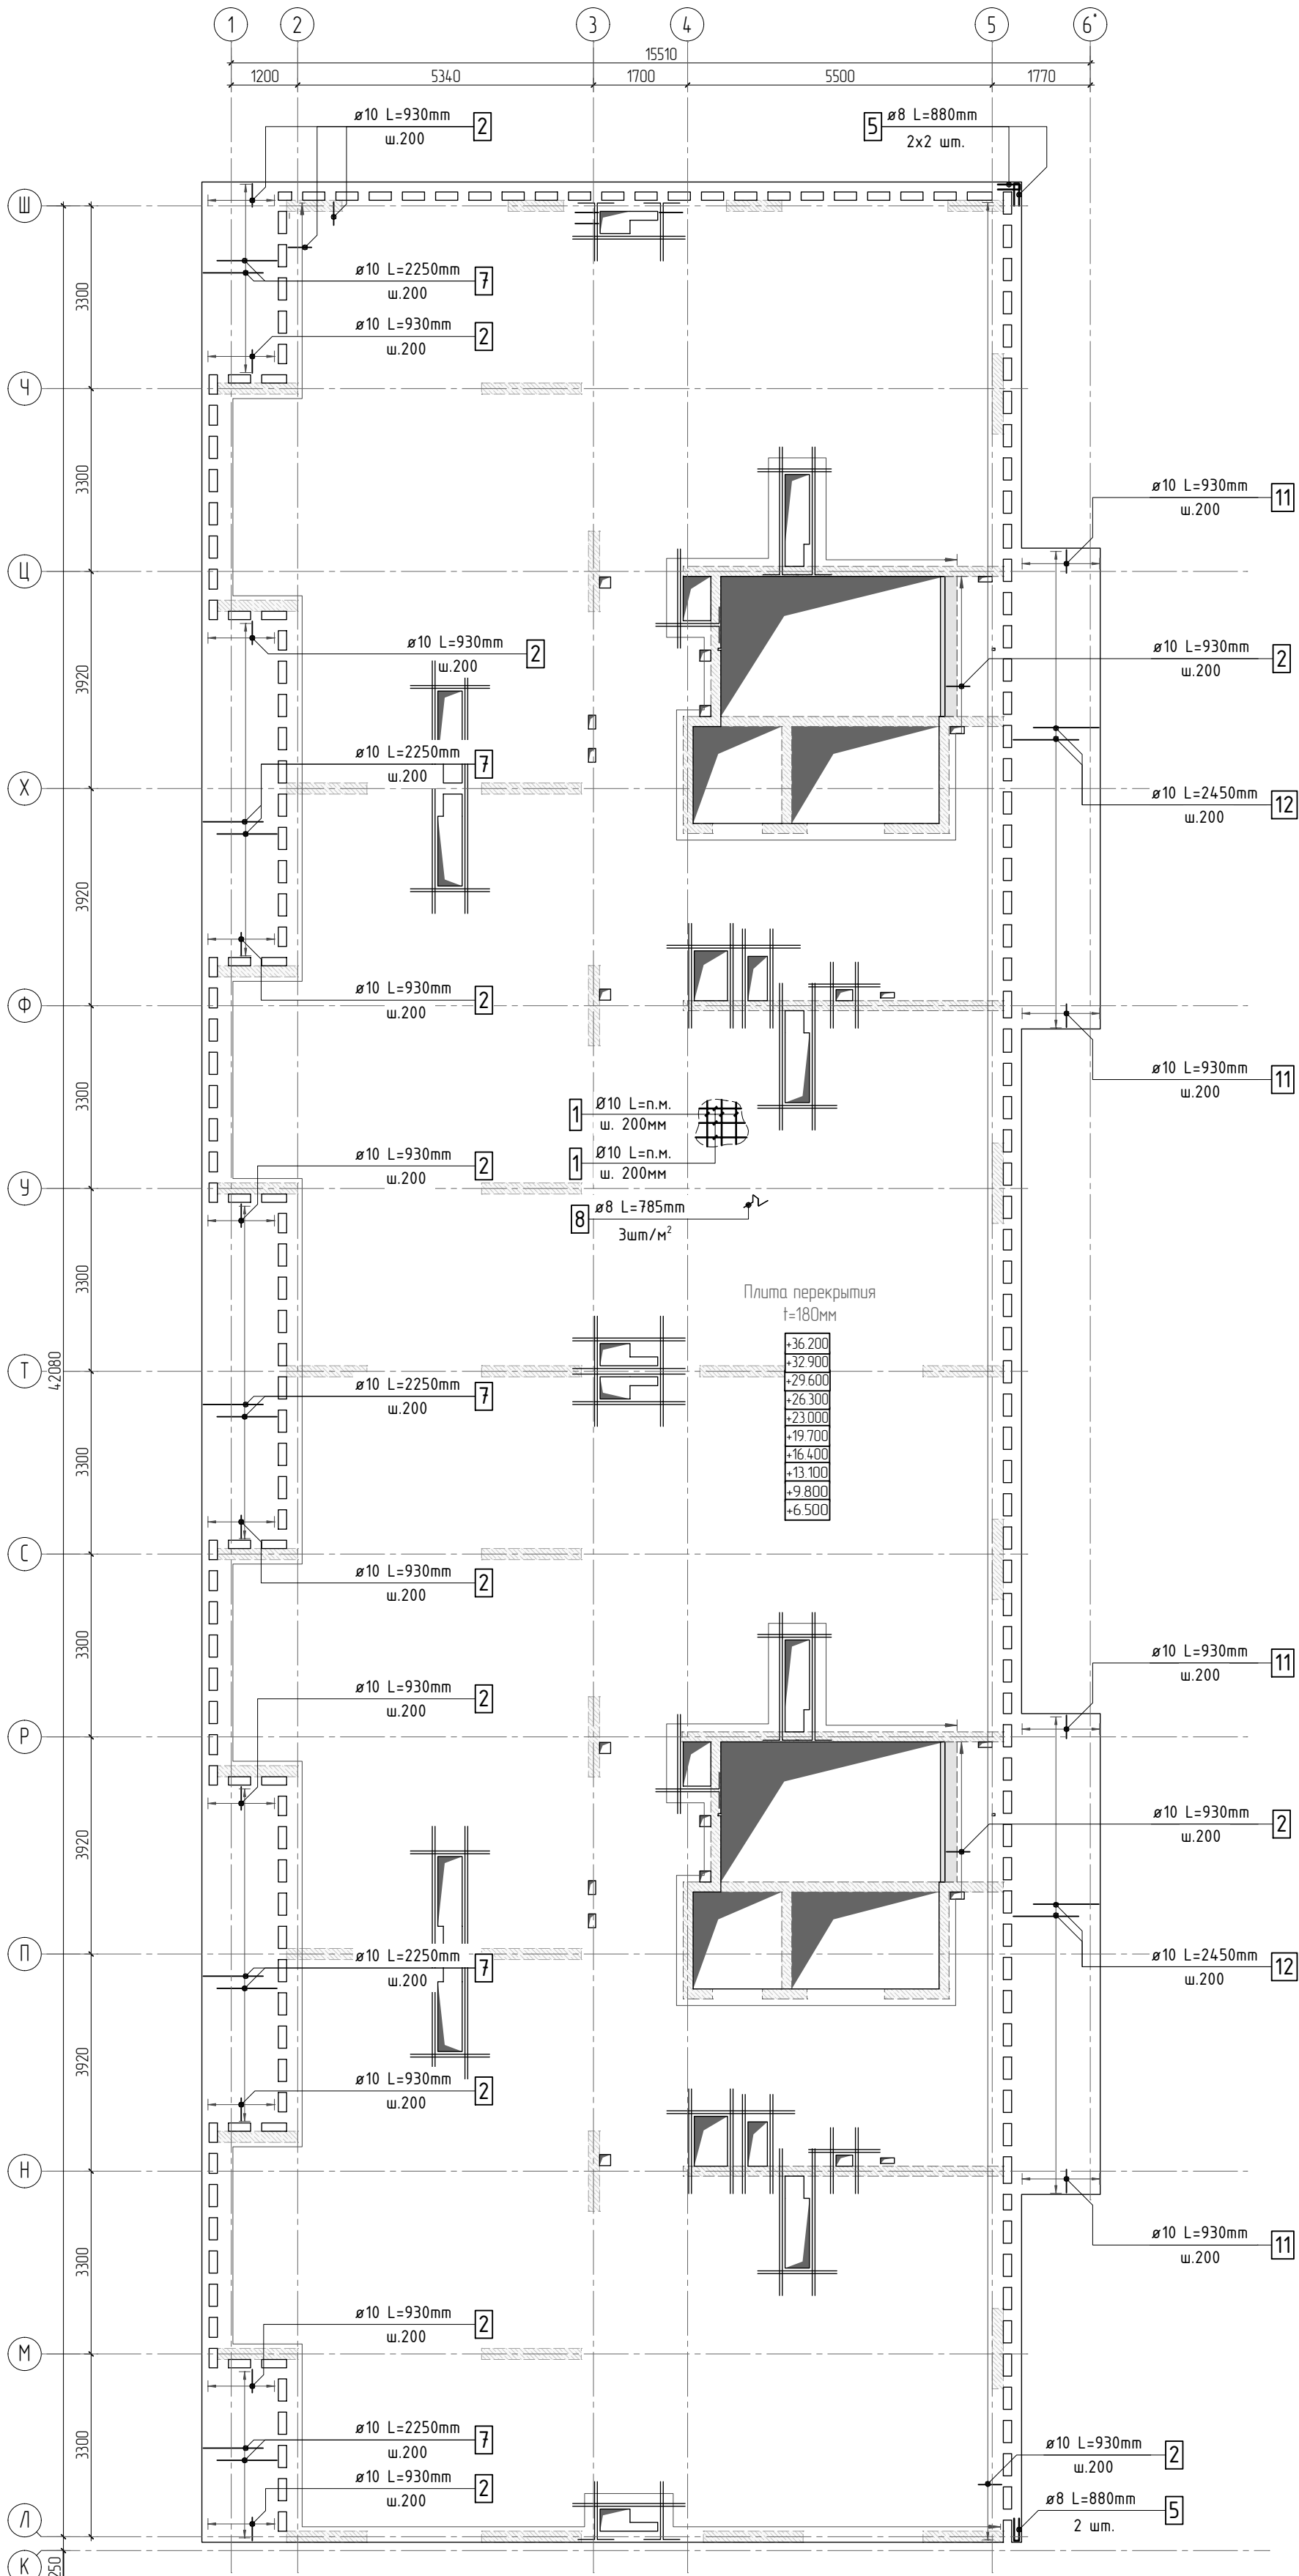 1 2 3 4 5 6*
15510
1200 5340 1700 5500 1770
ø10 L=930mm 2
ш.200
5 ø8 L=880mm
2x2 шт.
Ш
ø10 L=2250mm 7
ш.200
3300
ø10 L=930mm 2
ш.200
Ч
3300
ø10 L=930mm 11
ш.200
Ц
ø10 L=930mm 2
ш.200
ø10 L=930mm 2
ш.200
3920
ø10 L=2250mm 7
ш.200
Х
ø10 L=2450mm 12
ш.200
3920
ø10 L=930mm 2
ш.200
Ф
ø10 L=930mm 11
ш.200
3300
1 Ø10 L=п.м.
ш. 200мм
1 Ø10 L=п.м.
ш. 200мм
ø10 L=930mm 2
ш.200
У
8 ø8 L=785mm
3шт/м²
3300
Плита перекрытия
t=180мм
+36.200
+32.900
+29.600
+26.300
+23.000
+19.700
+16.400
+13.100
+9.800
+6.500
Т
42080
ø10 L=2250mm 7
ш.200
3300
С
ø10 L=930mm 2
ш.200
3300
ø10 L=930mm 11
ш.200
ø10 L=930mm 2
ш.200
Р
ø10 L=930mm 2
ш.200
3920
П
ø10 L=2250mm 7
ш.200
ø10 L=2450mm 12
ш.200
3920
ø10 L=930mm 2
ш.200
Н
ø10 L=930mm 11
ш.200
3300
ø10 L=930mm 2
ш.200
М
3300
ø10 L=2250mm 7
ш.200
ø10 L=930mm 2
ш.200
ø10 L=930mm 2
ш.200
ø8 L=880mm 5
2 шт.
Л
К
250